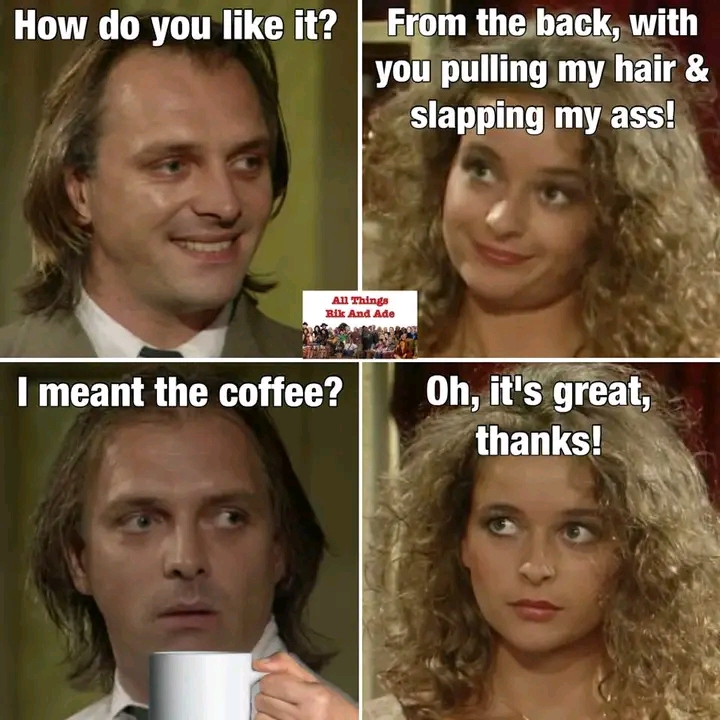 How do you like it?
From the back, with
you pulling my hair &
slapping my ass!
All Things
Rik And Ade
I meant the coffee?
Oh, it's great,
thanks!